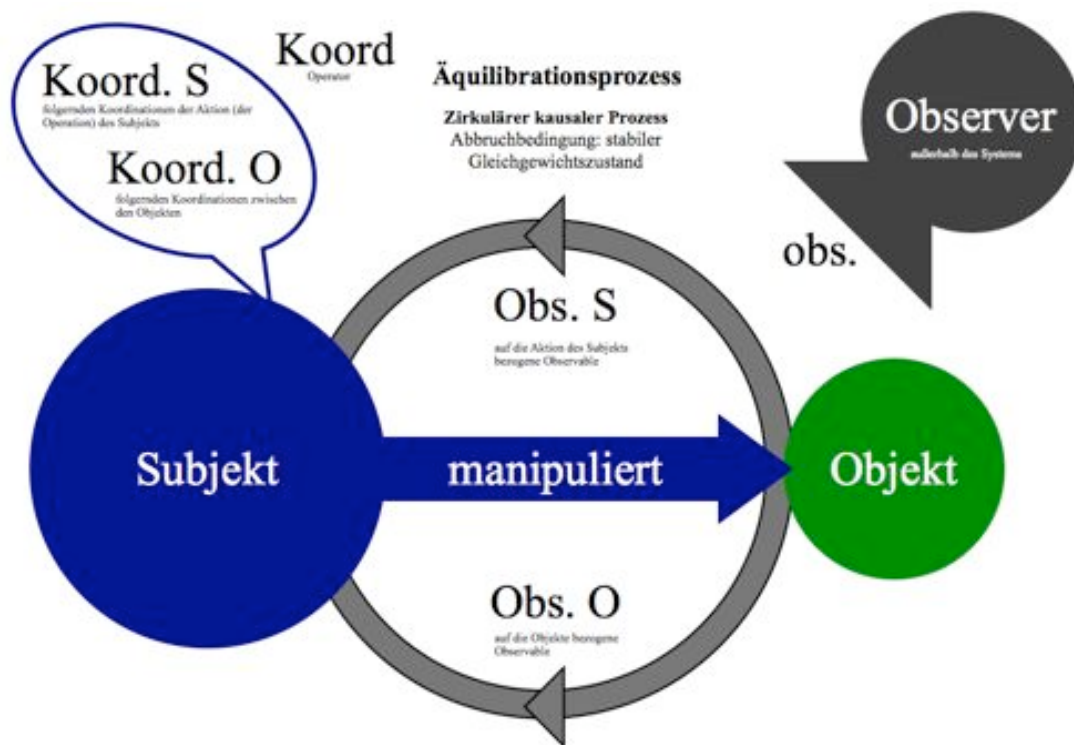 Koord
Operator
Koord. S
folgernden Koordinationen der Aktion (der
Operation) des Subjekts
Koord. O
folgernden Koordinationen zwischen
den Objekten
Äquilibrationsprozess
Zirkulärer kausaler Prozess
Abbruchbedingung: stabiler
Gleichgewichtszustand
Observer
außerhalb des Systems
obs.
Obs. S
auf die Aktion des Subjekts
bezogene Observable
Subjekt
manipuliert
Objekt
Obs. O
auf die Objekte bezogene
Observable